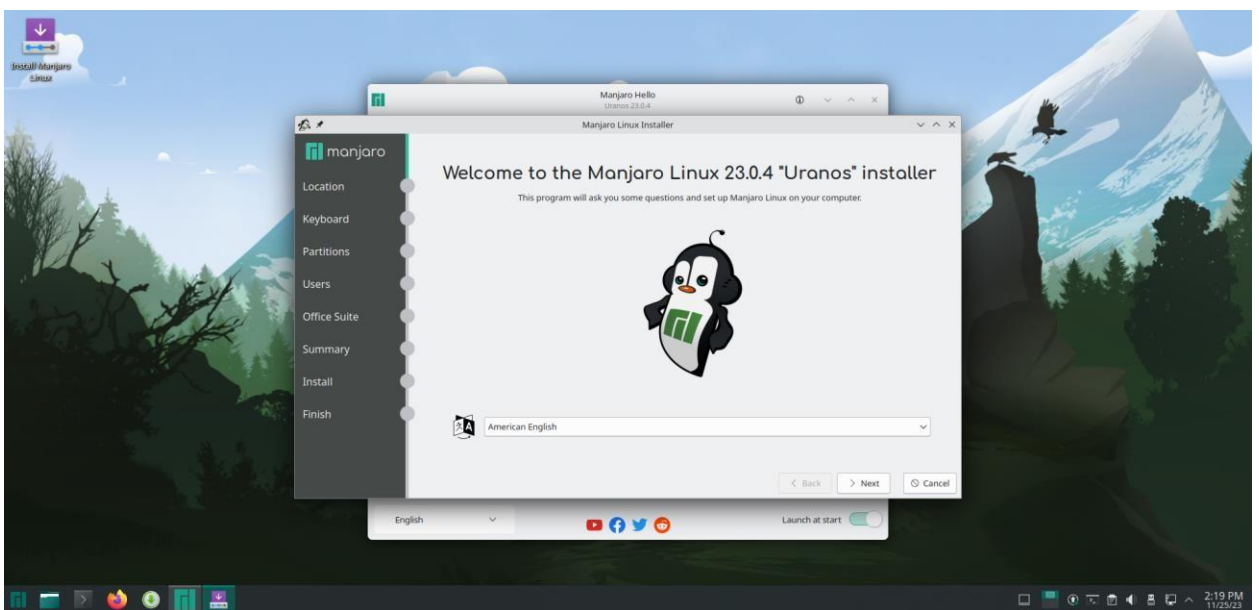 Install Manjaro
Linux
Manjaro Hello
Uranos 23.0.4
Manjaro Linux Installer
manjaro
Location
Keyboard
Partitions
Users
Office Suite
Summary
Install
Finish
Welcome to the Manjaro Linux 23.0.4 "Uranos" installer
This program will ask you some questions and set up Manjaro Linux on your computer.
American English
Back
Next
Cancel
English
Launch at start
2:19 PM
11/25/23